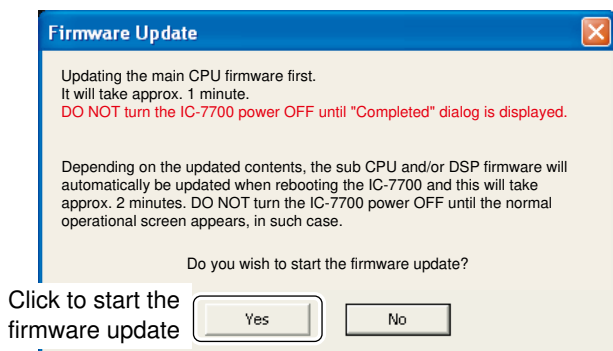 Firmware Update
Updating the main CPU firmware first.
It will take approx. 1 minute.
DO NOT turn the IC-7700 power OFF until "Completed" dialog is displayed.
Depending on the updated contents, the sub CPU and/or DSP firmware will
automatically be updated when rebooting the IC-7700 and this will take
approx. 2 minutes. DO NOT turn the IC-7700 power OFF until the normal
operational screen appears, in such case.
Do you wish to start the firmware update?
Click to start the
firmware update
Yes
No